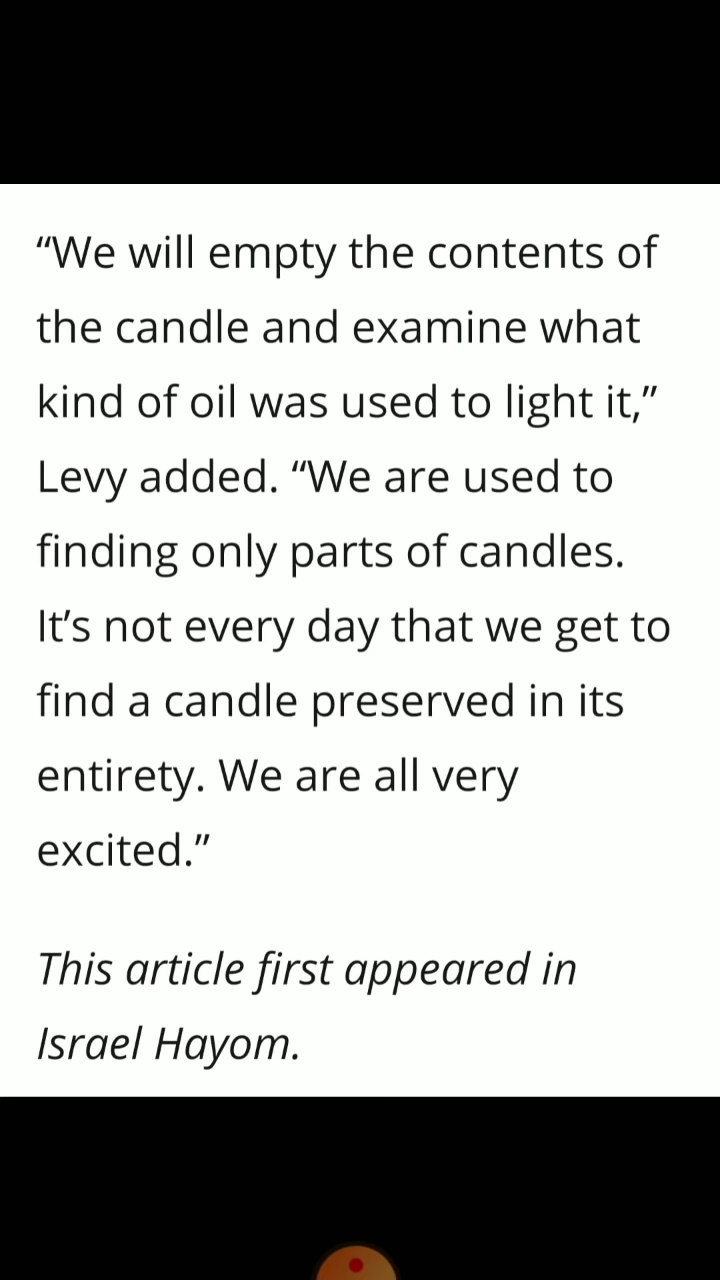 “We will empty the contents of
the candle and examine what
kind of oil was used to light it,”
Levy added. “We are used to
finding only parts of candles.
It’s not every day that we get to
find a candle preserved in its
entirety. We are all very
excited.”
This article first appeared in
Israel Hayom.